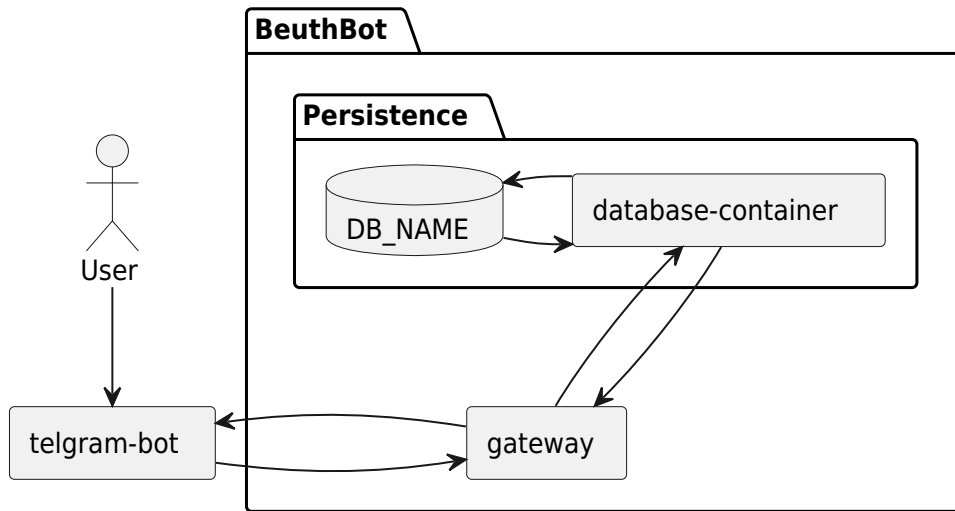 BeuthBot
Persistence
DB_NAME
database-container
User
telgram-bot
gateway